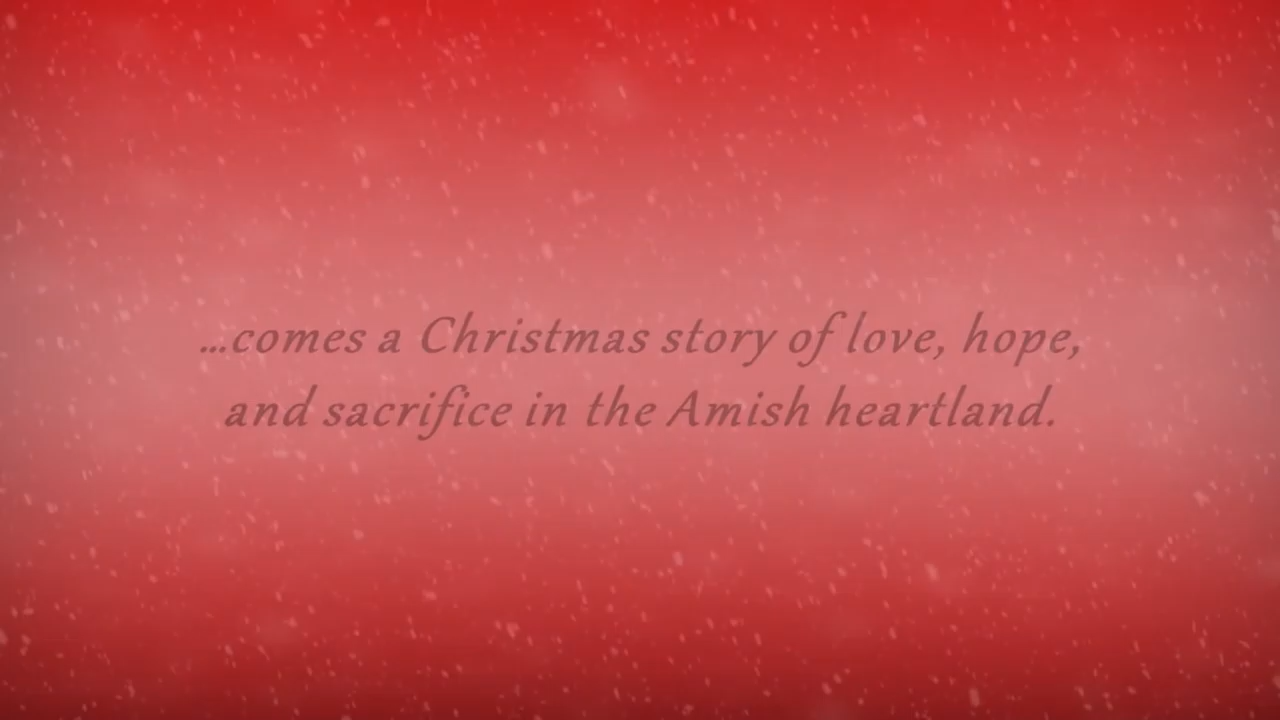 ...comes a Christmas story of love, hope,
and sacrifice in the Amish heartland.